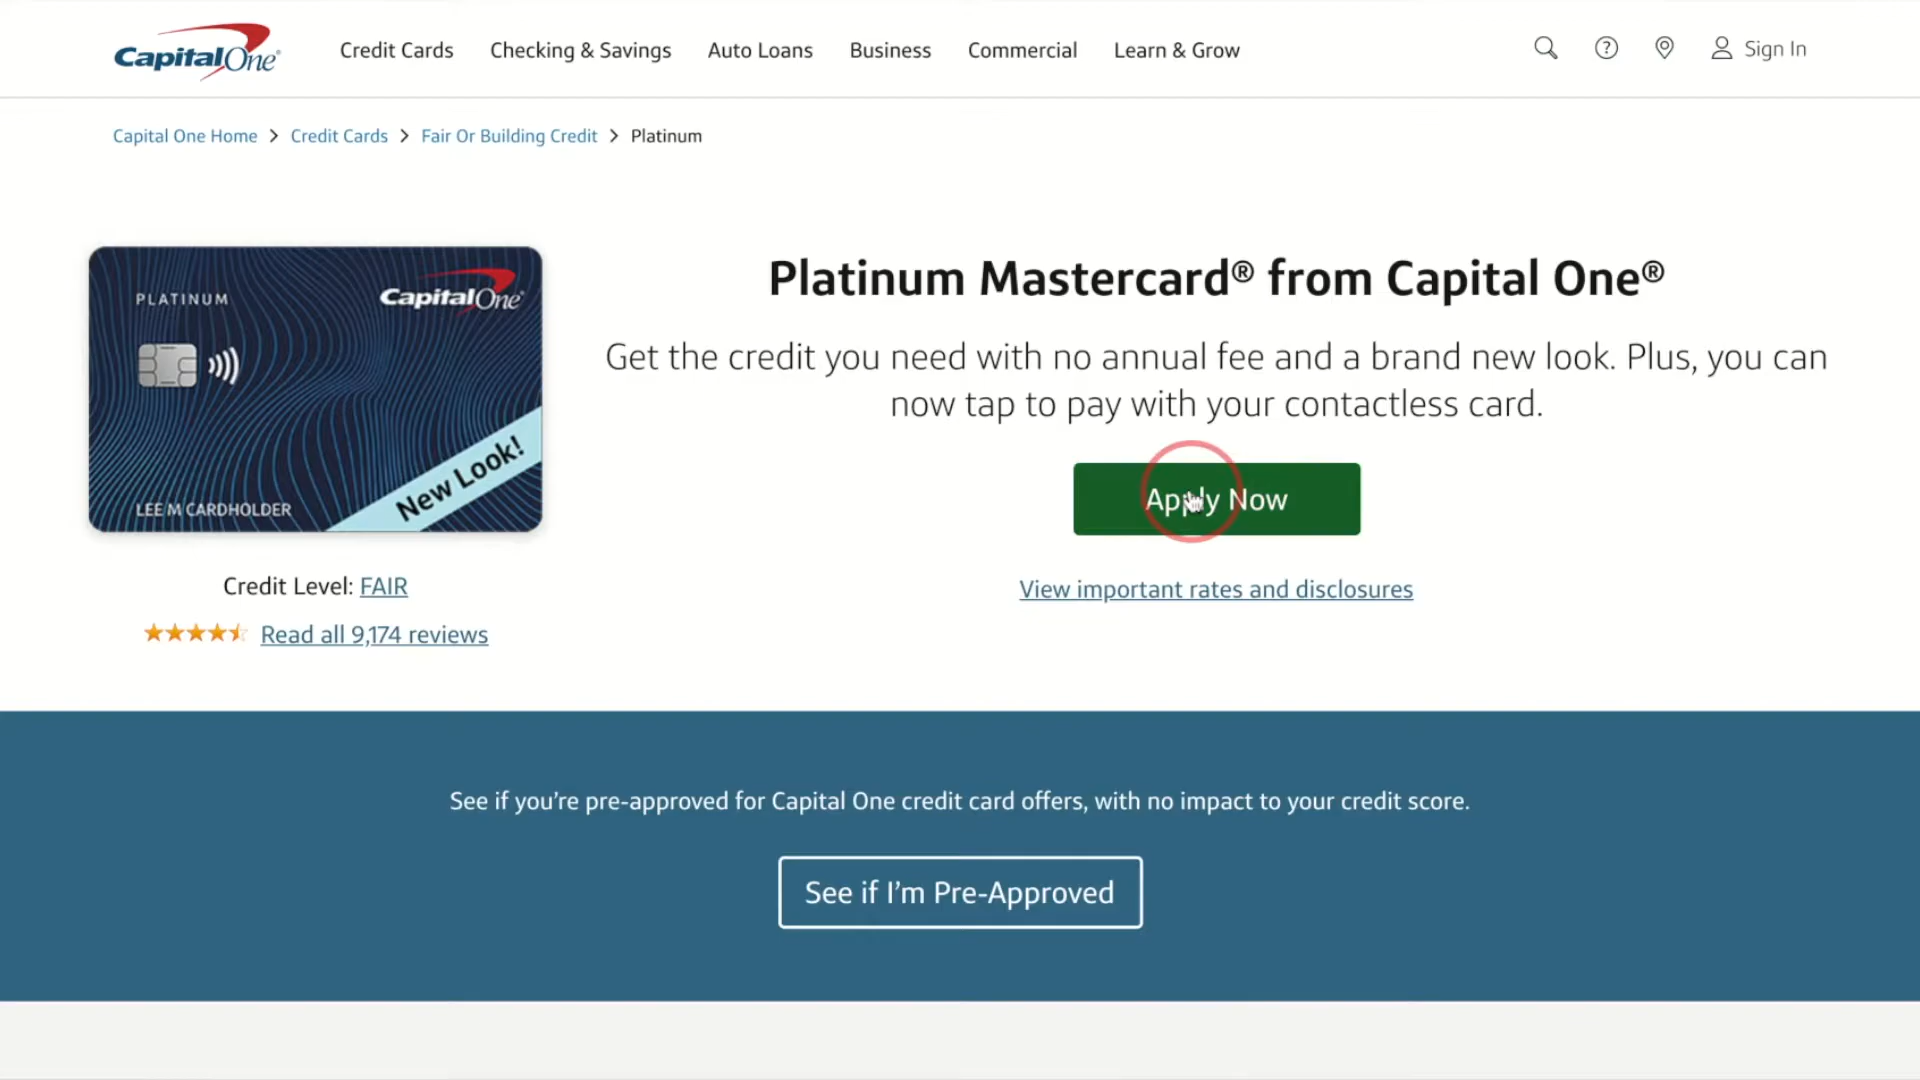 CapitalOne
Credit Cards
Checking & Savings
Auto Loans
Business
Commercial
Learn & Grow
Sign In
Capital One Home > Credit Cards > Fair Or Building Credit > Platinum
PLATINUM
CapitalOne
LEE M CARDHOLDER
New Look!
Credit Level: FAIR
Read all 9,174 reviews
Platinum Mastercard® from Capital One®
Get the credit you need with no annual fee and a brand new look. Plus, you can
now tap to pay with your contactless card.
Apply Now
View important rates and disclosures
See if you’re pre-approved for Capital One credit card offers, with no impact to your credit score.
See if I’m Pre-Approved